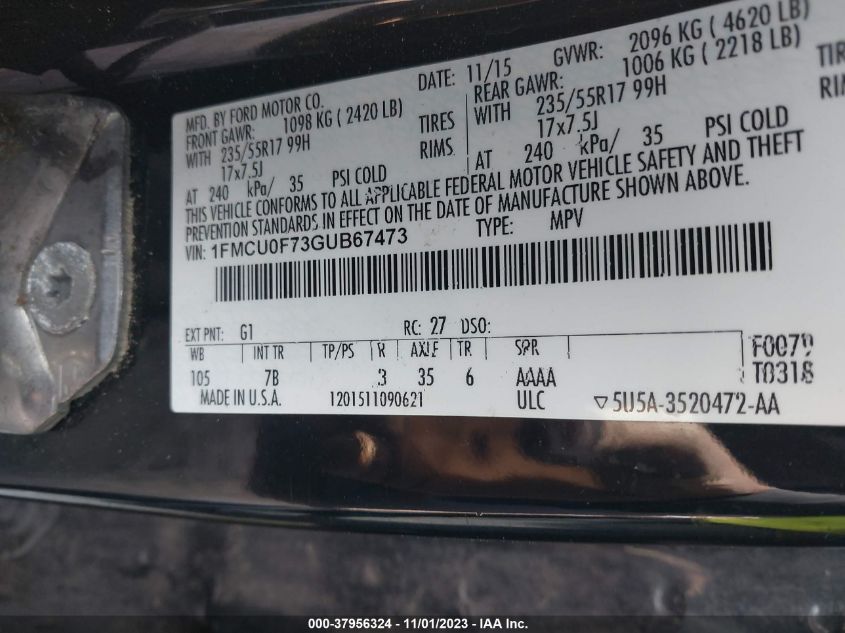 MFD. BY FORD MOTOR CO. DATE: 11/15 GVWR: 2096 KG ( 4620 LB)
FRONT GAWR: 1098 KG ( 2420 LB) REAR GAWR: 1006 KG ( 2218 LB)
WITH 235/55R17 99H TIRES WITH 235/55R17 99H TIRE
17x7.5J RIMS 17x7.5J
AT 240 kPa/ 35 PSI COLD AT 240 kPa/ 35 PSI COLD
THIS VEHICLE CONFORMS TO ALL APPLICABLE FEDERAL MOTOR VEHICLE SAFETY AND THEFT
PREVENTION STANDARDS IN EFFECT ON THE DATE OF MANUFACTURE SHOWN ABOVE.
VIN: 1FMCU0F73GUB67473 TYPE: MPV
EXT PNT: G1 RC: 27 DSO:
WB INT TR TP/PS R AXLE TR SPR F0079
105 7B 3 35 6 AAAA T0318
MADE IN U.S.A. 1201511090621 ULC ▽5U5A-3520472-AA
000-37956324 - 11/01/2023 - IAA Inc.